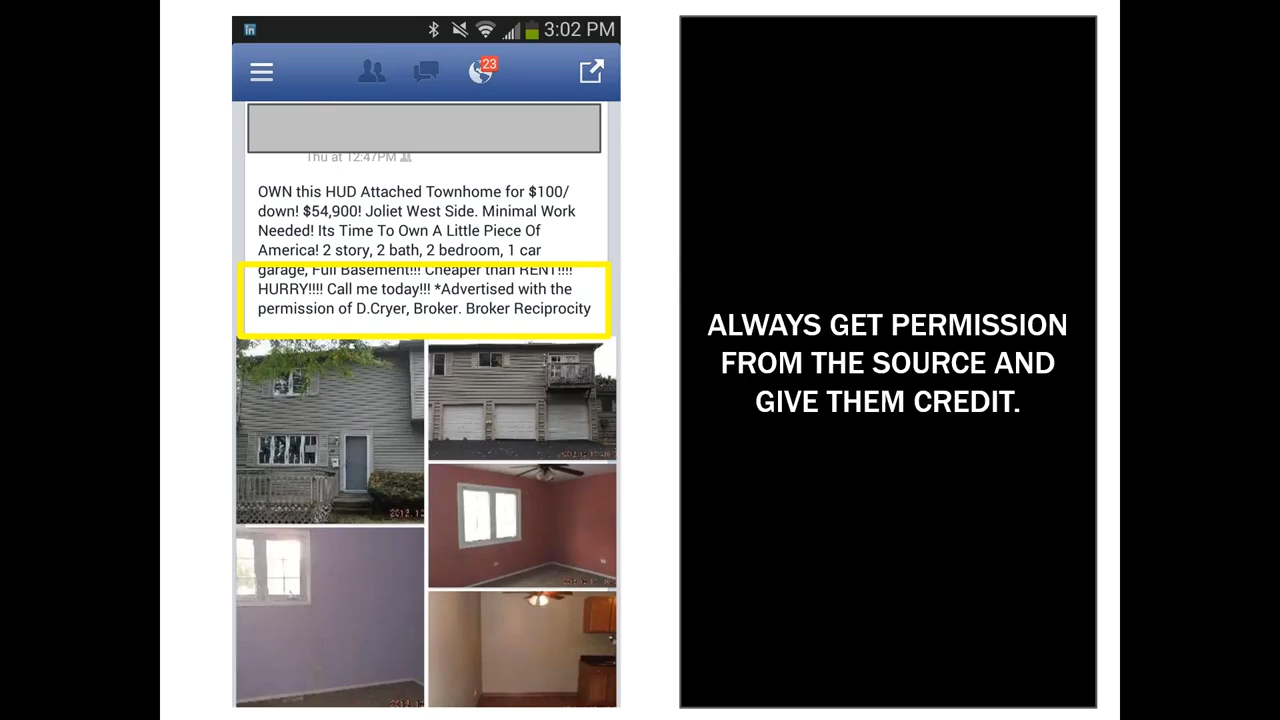 in
3:02 PM
23
Thu at 12:47PM
OWN this HUD Attached Townhome for $100/
down! $54,900! Joliet West Side. Minimal Work
Needed! Its Time To Own A Little Piece Of
America! 2 story, 2 bath, 2 bedroom, 1 car
garage, Full Basement!!! Cheaper than RENT!!!!
HURRY!!!! Call me today!!! *Advertised with the
permission of D.Cryer, Broker. Broker Reciprocity
ALWAYS GET PERMISSION
FROM THE SOURCE AND
GIVE THEM CREDIT.